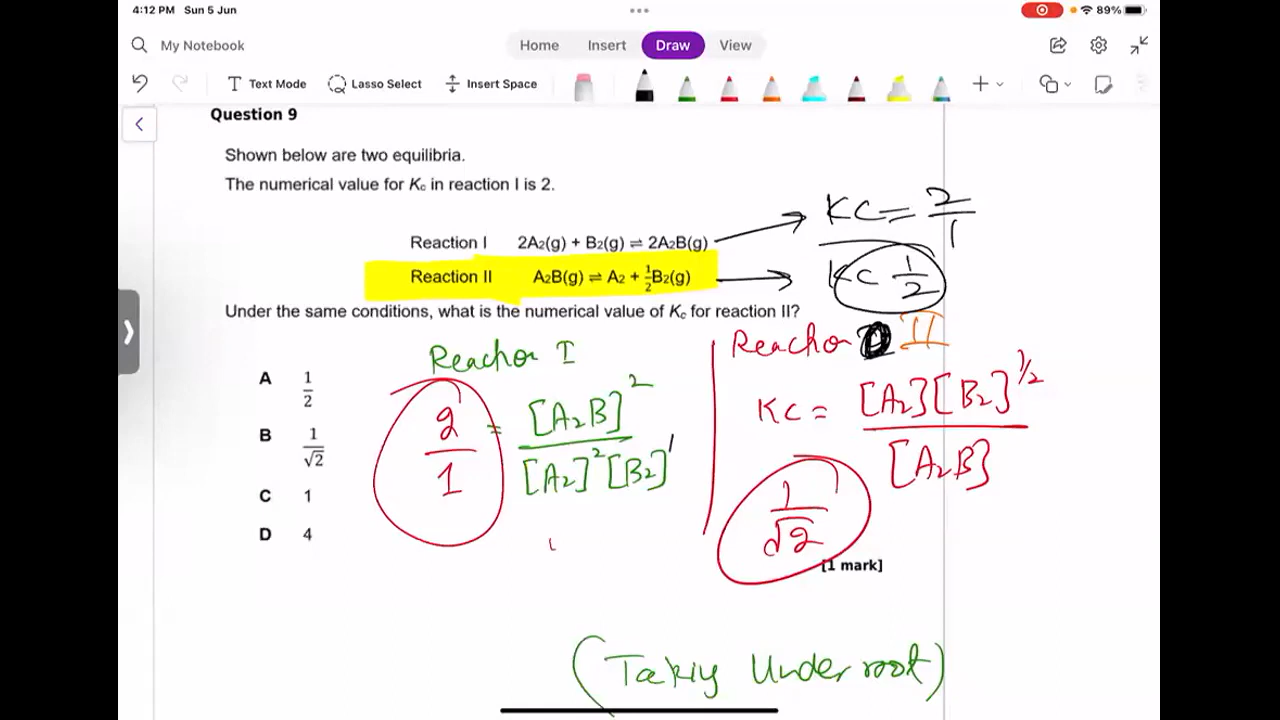 4:12 PM Sun 5 Jun
89%
My Notebook
Home Insert Draw View
Text Mode Lasso Select Insert Space
Question 9
Shown below are two equilibria.
The numerical value for Kc in reaction I is 2.
Reaction I 2A2(g) + B2(g) ⇌ 2A2B(g)
KC = 2/1
Reaction II A2B(g) ⇌ A2 + ½B2(g)
KC 1/2
Under the same conditions, what is the numerical value of Kc for reaction II?
A 1/2
B 1/√2
C 1
D 4
Reaction I
2/1 = [A2B]^2 / [A2]^2 [B2]^1
Reaction II
KC = [A2][B2]^1/2 / [A2B]
1/√2
[1 mark]
(Taking Under root)